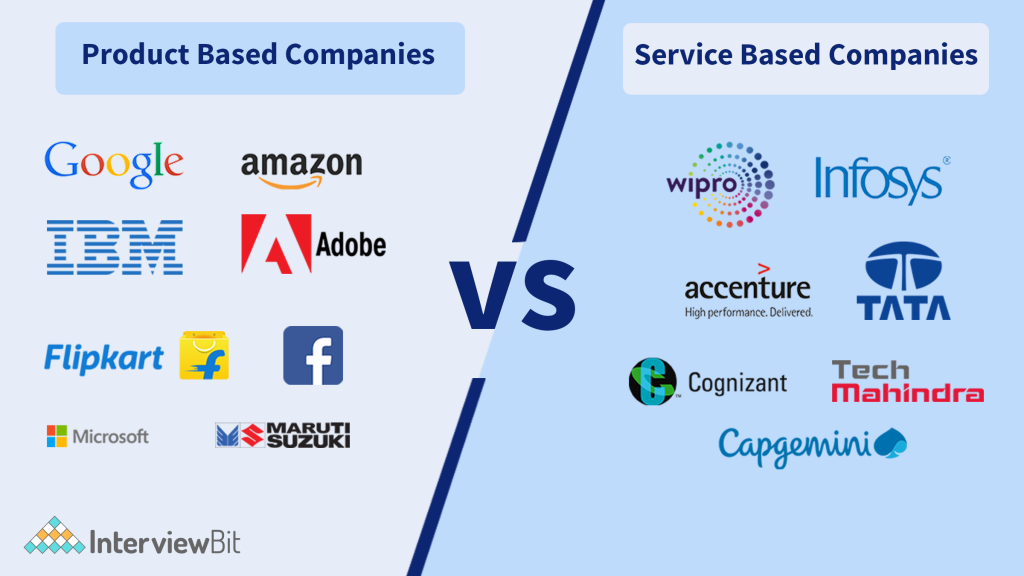 Product Based Companies
Service Based Companies
Google
amazon
IBM
Adobe
Flipkart
f
f
Microsoft
MARUTI
SUZUKI
VS
wipro
Infosys®
accenture
High performance. Delivered.
TATA
C
Cognizant
TM
Tech
Mahindra
Capgemini
InterviewBit